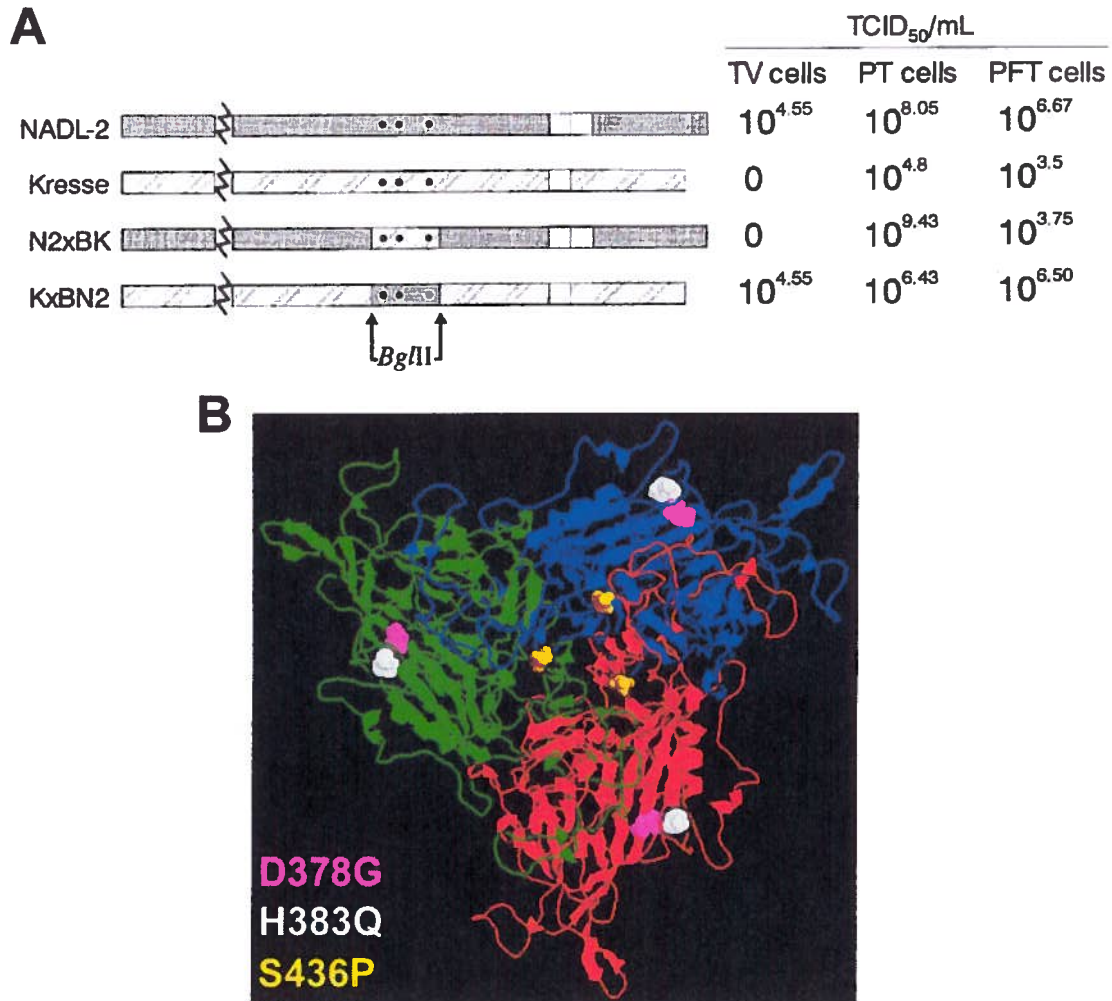 A
TCID₅₀/mL
TV cells PT cells PFT cells
NADL-2 10^4.55 10^8.05 10^6.67
Kresse 0 10^4.8 10^3.5
N2xBK 0 10^9.43 10^3.75
KxBN2 10^4.55 10^6.43 10^6.50
BglII
B
D378G
H383Q
S436P